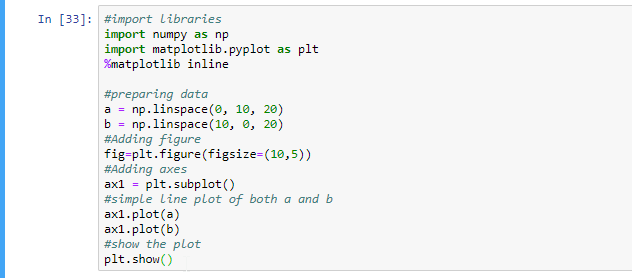 In [33]: #import libraries
import numpy as np
import matplotlib.pyplot as plt
%matplotlib inline

#preparing data
a = np.linspace(0, 10, 20)
b = np.linspace(10, 0, 20)
#Adding figure
fig=plt.figure(figsize=(10,5))
#Adding axes
ax1 = plt.subplot()
#simple line plot of both a and b
ax1.plot(a)
ax1.plot(b)
#show the plot
plt.show()